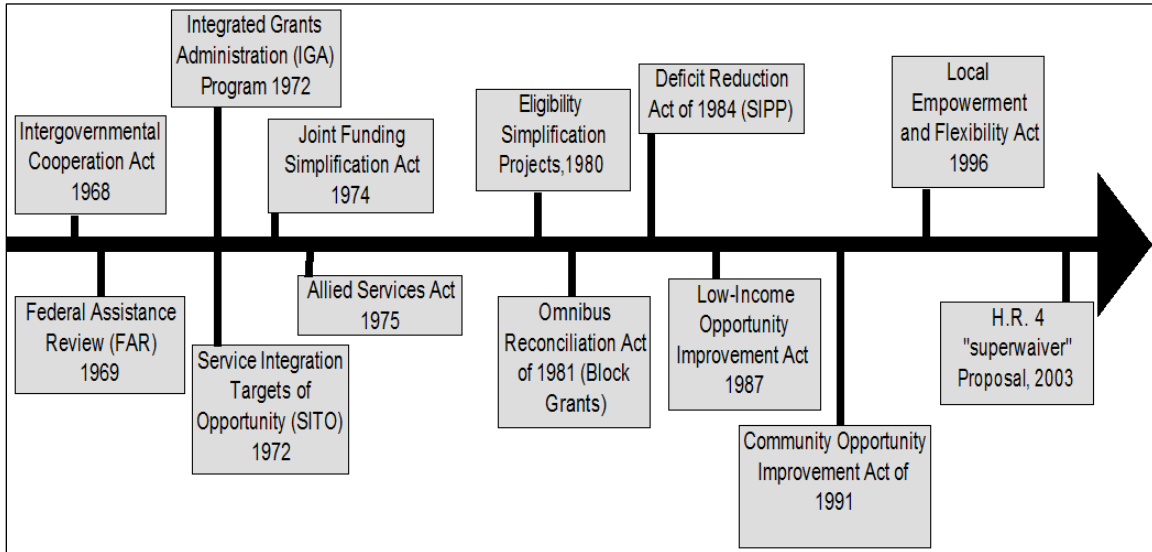 Integrated Grants
Administration (IGA)
Program 1972
Intergovernmental
Cooperation Act
1968
Joint Funding
Simplification Act
1974
Eligibility
Simplification
Projects,1980
Deficit Reduction
Act of 1984 (SIPP)
Local
Empowerment
and Flexibility Act
1996
Federal Assistance
Review (FAR)
1969
Service Integration
Targets of
Opportunity (SITO)
1972
Allied Services Act
1975
Omnibus
Reconciliation Act
of 1981 (Block
Grants)
Low-Income
Opportunity
Improvement Act
1987
Community Opportunity
Improvement Act of
1991
H.R. 4
"superwaiver"
Proposal, 2003